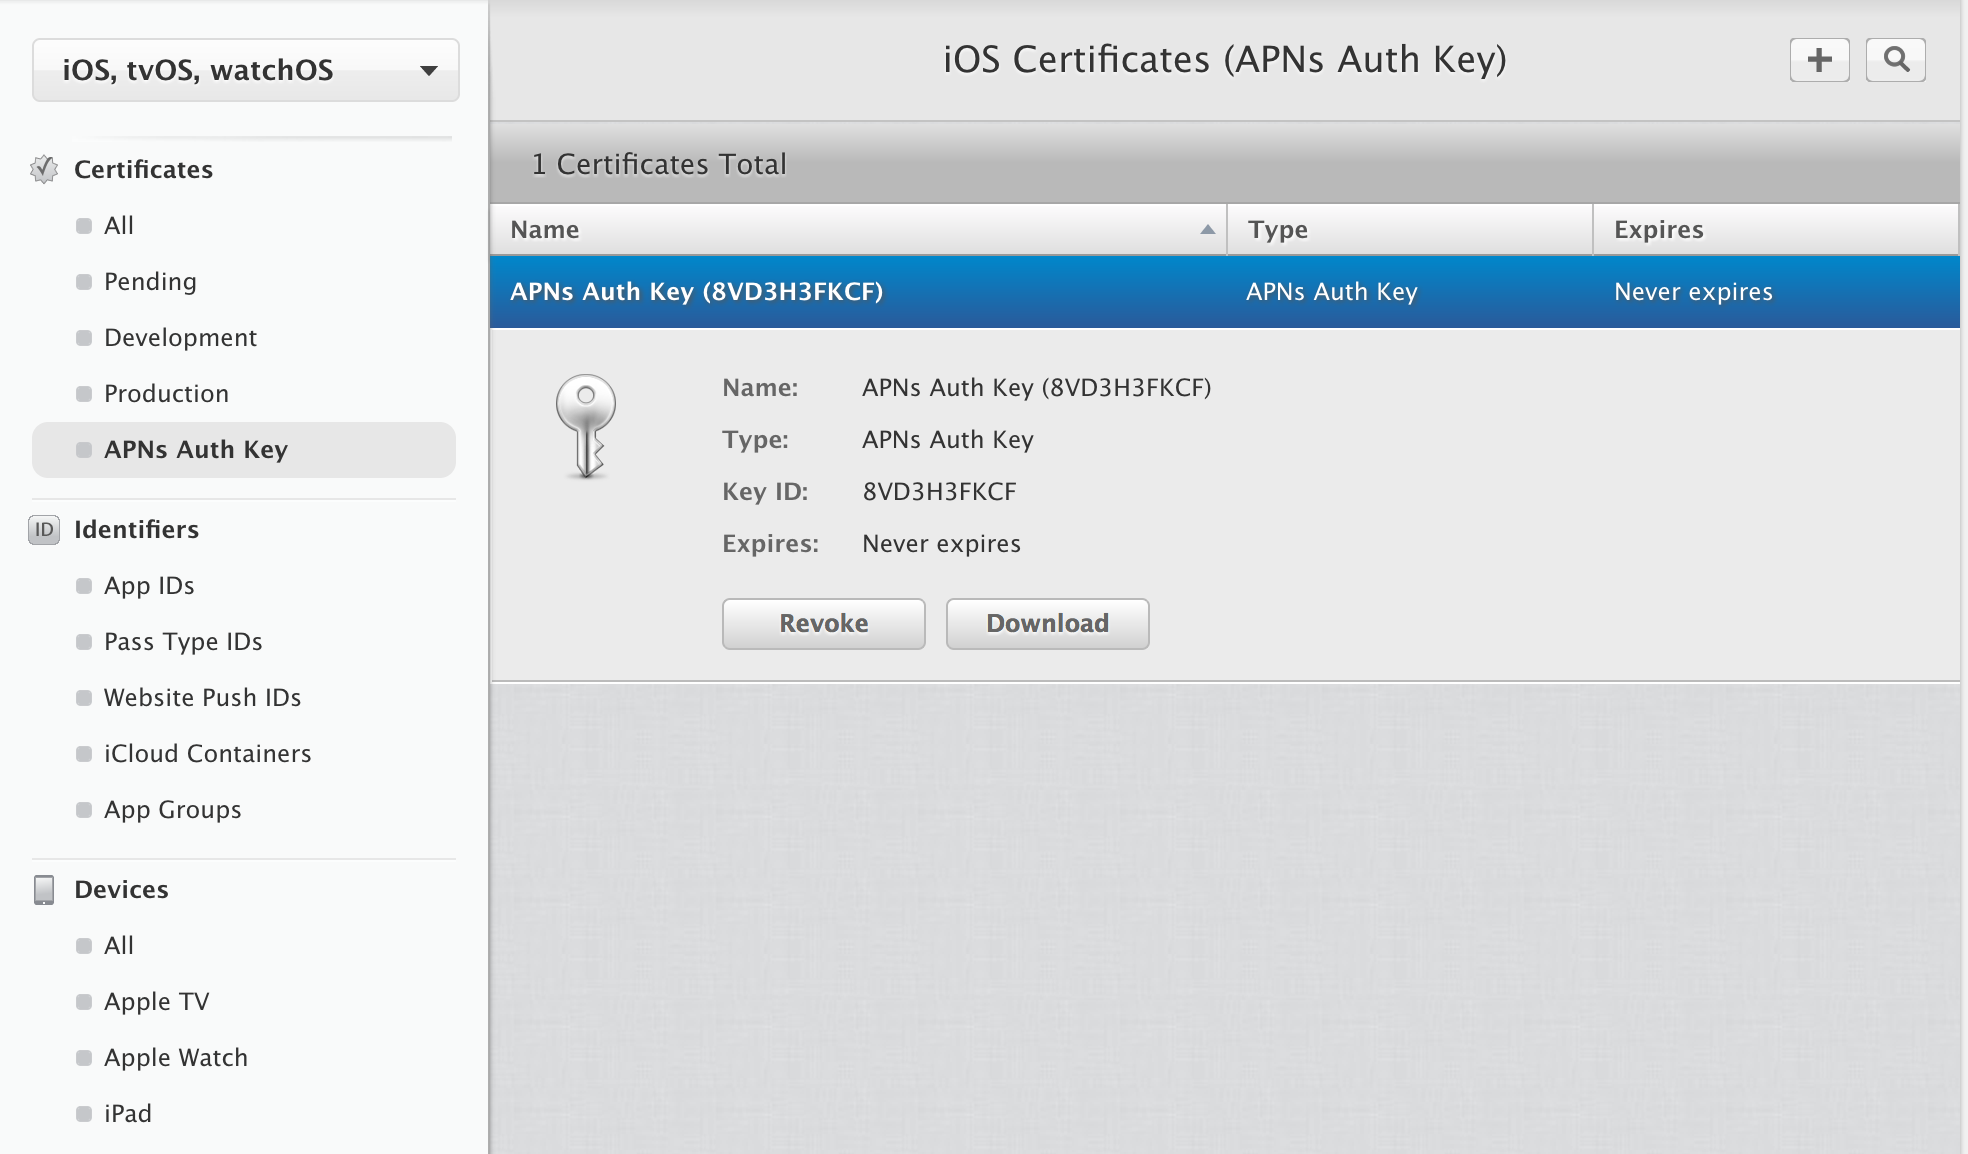 iOS, tvOS, watchOS
Certificates
All
Pending
Development
Production
APNs Auth Key
ID Identifiers
App IDs
Pass Type IDs
Website Push IDs
iCloud Containers
App Groups
Devices
All
Apple TV
Apple Watch
iPad
iOS Certificates (APNs Auth Key)
1 Certificates Total
Name Type Expires
APNs Auth Key (8VD3H3FKCF) APNs Auth Key Never expires
Name: APNs Auth Key (8VD3H3FKCF)
Type: APNs Auth Key
Key ID: 8VD3H3FKCF
Expires: Never expires
Revoke Download